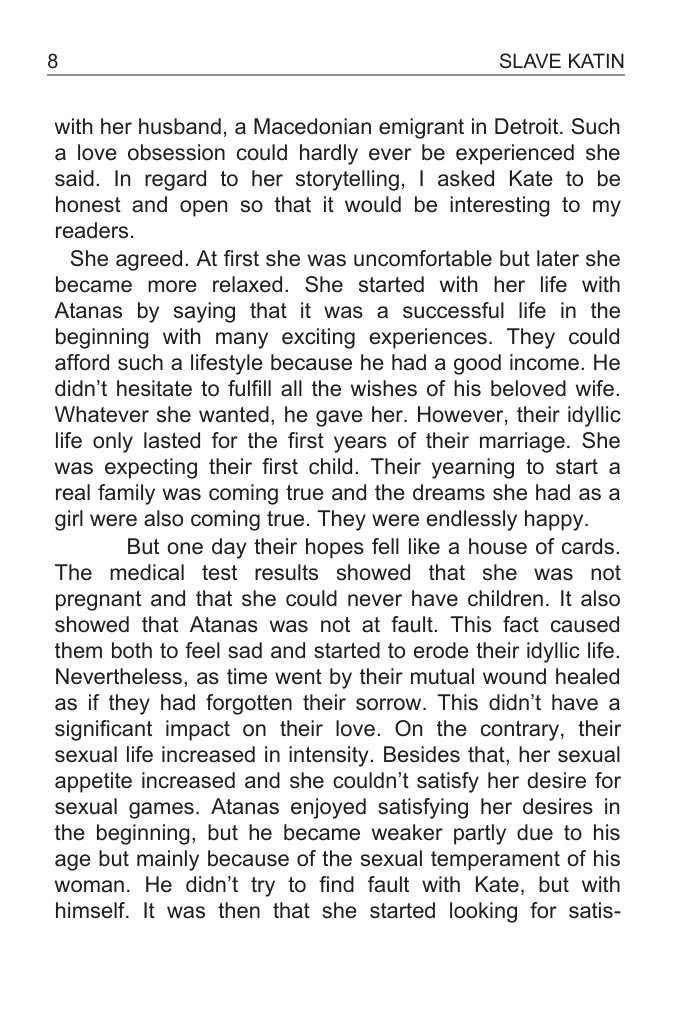 8 SLAVE KATIN
with her husband, a Macedonian emigrant in Detroit. Such
a love obsession could hardly ever be experienced she
said. In regard to her storytelling, I asked Kate to be
honest and open so that it would be interesting to my
readers.
She agreed. At first she was uncomfortable but later she
became more relaxed. She started with her life with
Atanas by saying that it was a successful life in the
beginning with many exciting experiences. They could
afford such a lifestyle because he had a good income. He
didn’t hesitate to fulfill all the wishes of his beloved wife.
Whatever she wanted, he gave her. However, their idyllic
life only lasted for the first years of their marriage. She
was expecting their first child. Their yearning to start a
real family was coming true and the dreams she had as a
girl were also coming true. They were endlessly happy.
But one day their hopes fell like a house of cards.
The medical test results showed that she was not
pregnant and that she could never have children. It also
showed that Atanas was not at fault. This fact caused
them both to feel sad and started to erode their idyllic life.
Nevertheless, as time went by their mutual wound healed
as if they had forgotten their sorrow. This didn’t have a
significant impact on their love. On the contrary, their
sexual life increased in intensity. Besides that, her sexual
appetite increased and she couldn’t satisfy her desire for
sexual games. Atanas enjoyed satisfying her desires in
the beginning, but he became weaker partly due to his
age but mainly because of the sexual temperament of his
woman. He didn’t try to find fault with Kate, but with
himself. It was then that she started looking for satis-